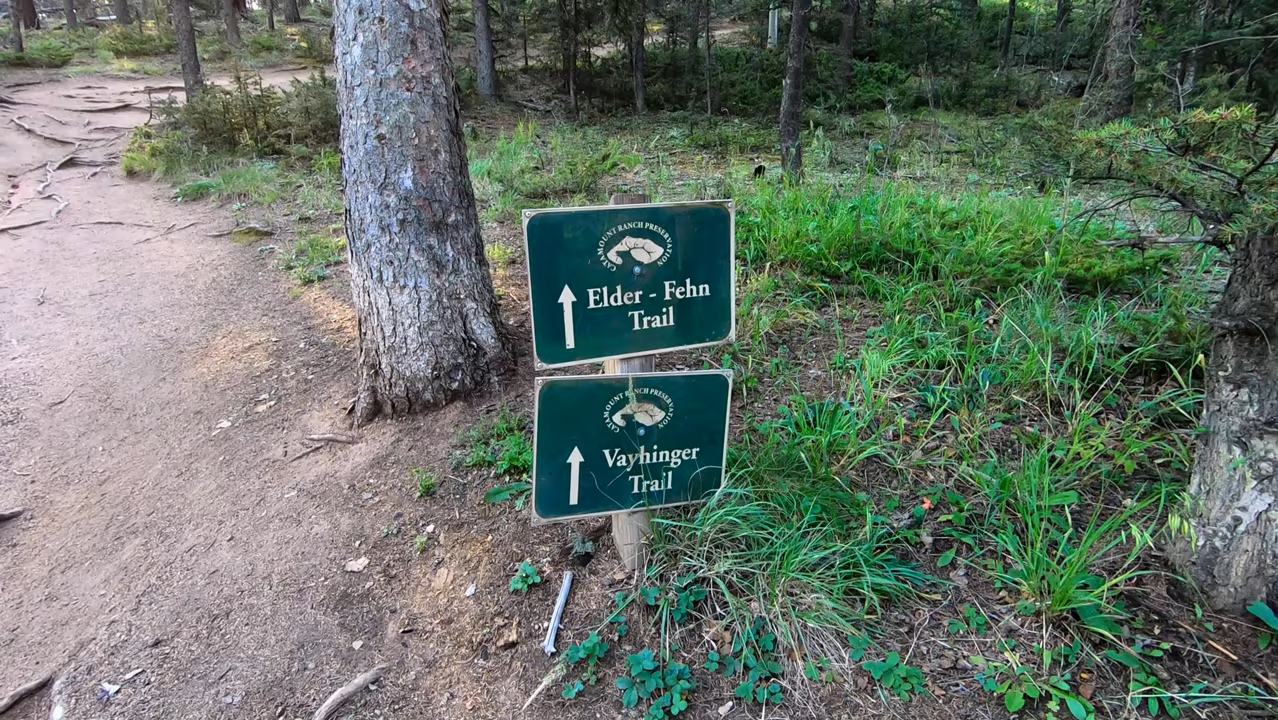 CATAMOUNT RANCH PRESERVATION
Elder - Fehn
Trail
CATAMOUNT RANCH PRESERVATION
Vayhinger
Trail